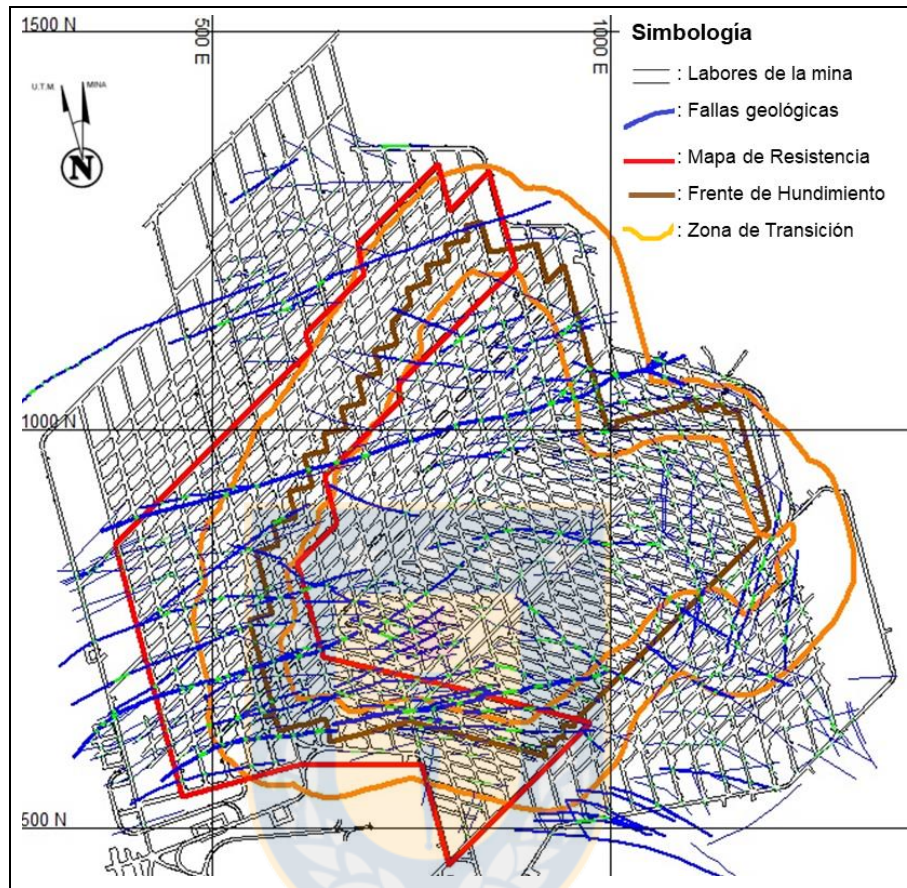 1500 N
500 E
1000 E
Simbología
: Labores de la mina
: Fallas geológicas
: Mapa de Resistencia
: Frente de Hundimiento
: Zona de Transición
U.T.M.
MINA
N
1000 N
500 N